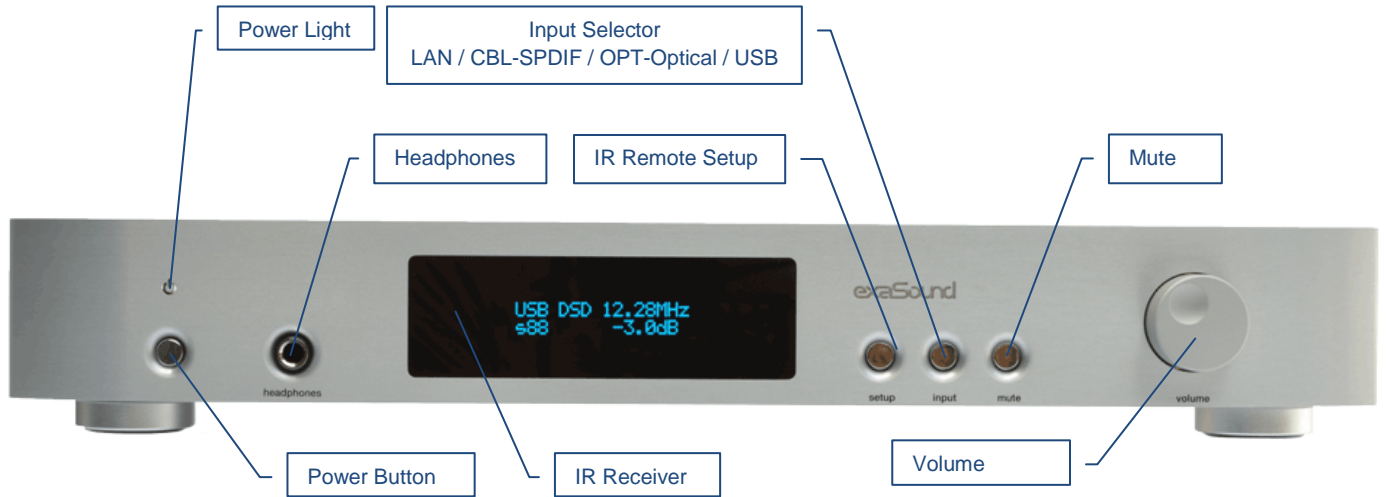 Power Light
Input Selector
LAN / CBL-SPDIF / OPT-Optical / USB
Headphones
IR Remote Setup
Mute
exaSound
USB DSD 12.28MHz
s88 -3.0dB
headphones
setup
input
mute
volume
Power Button
IR Receiver
Volume